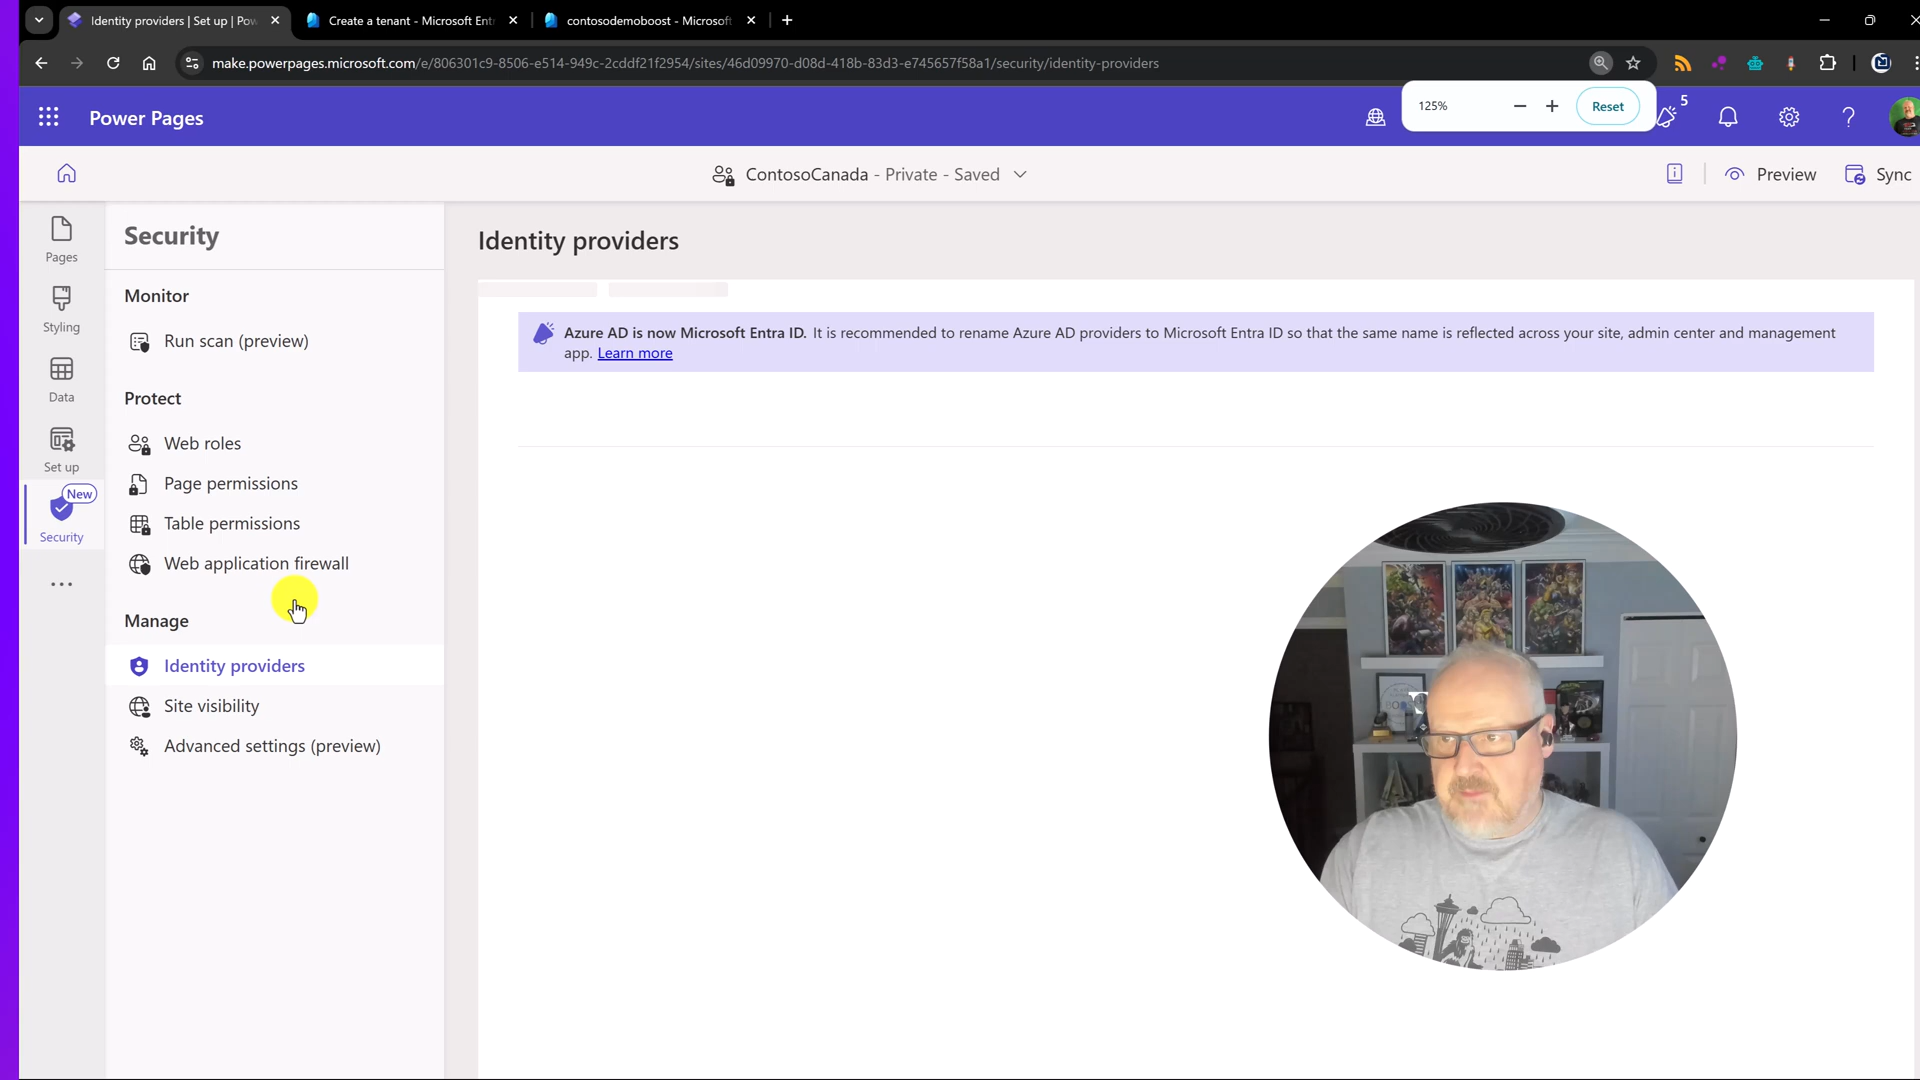 Identity providers | Set up | Pow
Create a tenant - Microsoft Entr
contosodemoboost - Microsoft
make.powerpages.microsoft.com/e/806301c9-8506-e514-949c-2cddf21f2954/sites/46d09970-d08d-418b-83d3-e745657f58a1/security/identity-providers
Power Pages
125%
Reset
5
ContosoCanada - Private - Saved
Preview
Sync
Pages
Styling
Data
Set up
New
Security
Security
Monitor
Run scan (preview)
Protect
Web roles
Page permissions
Table permissions
Web application firewall
Manage
Identity providers
Site visibility
Advanced settings (preview)
Identity providers
Azure AD is now Microsoft Entra ID. It is recommended to rename Azure AD providers to Microsoft Entra ID so that the same name is reflected across your site, admin center and management
app. Learn more